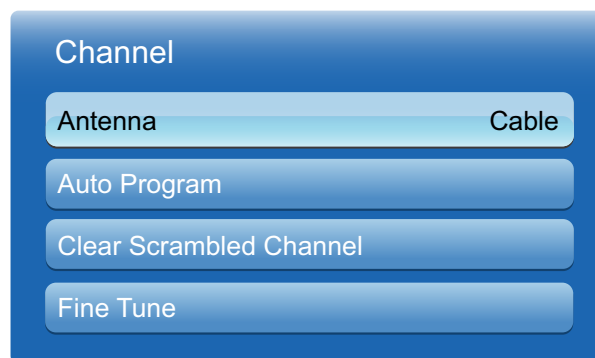 Channel
Antenna Cable
Auto Program
Clear Scrambled Channel
Fine Tune